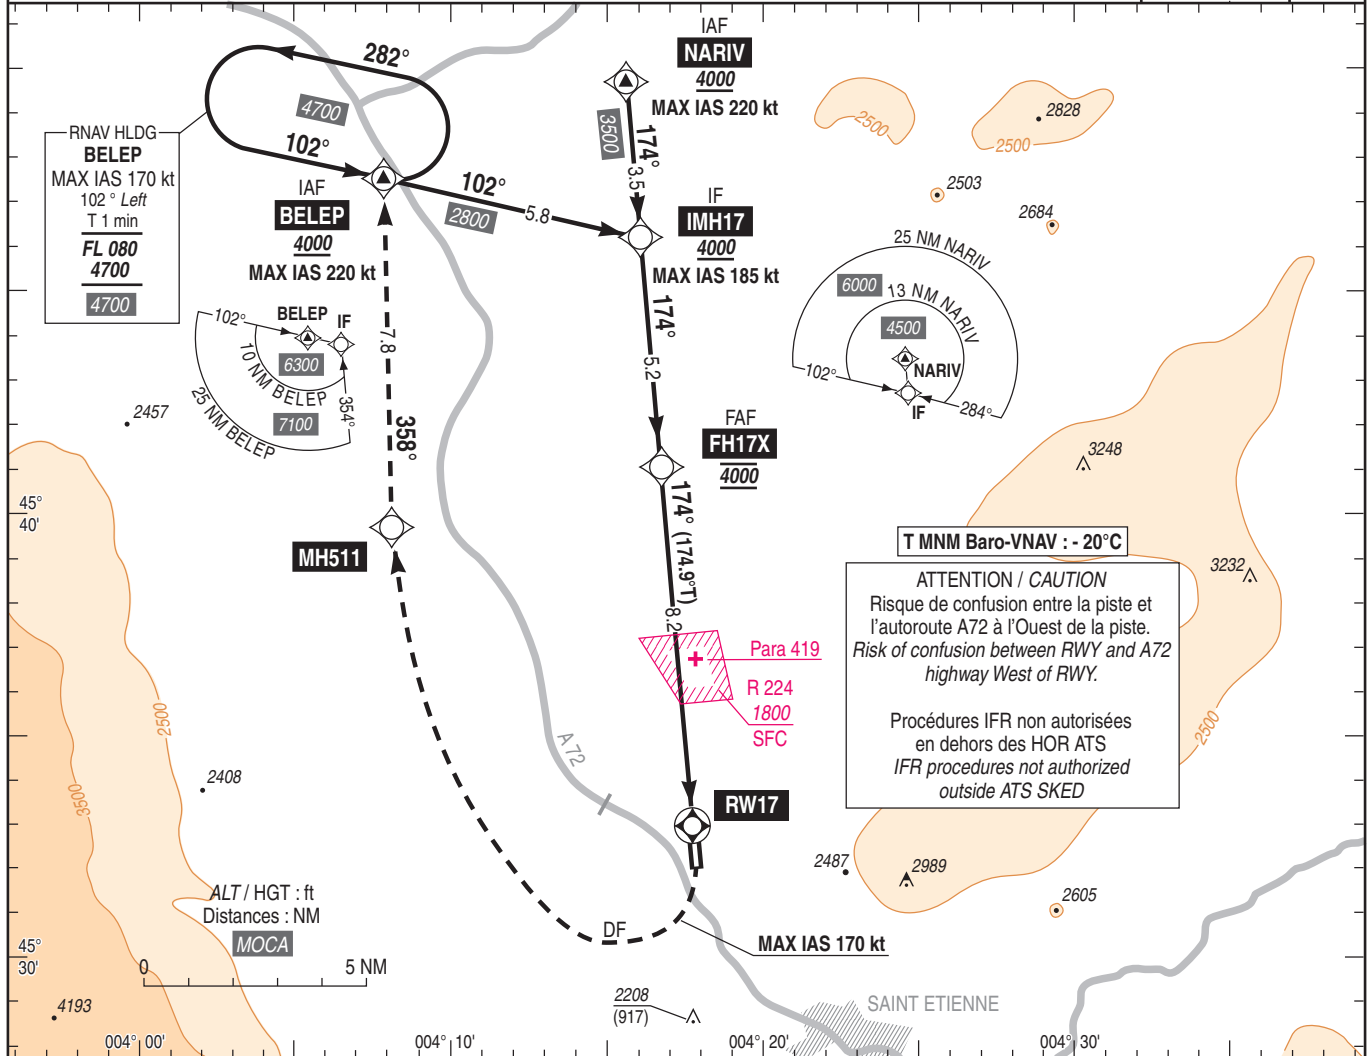 282°
4700
102°
RNAV HLDG
BELEP
MAX IAS 170 kt
102 ° Left
T 1 min
FL 080
4700
4700
IAF
BELEP
4000
MAX IAS 220 kt
102°
2800
5.8
IAF
NARIV
4000
MAX IAS 220 kt
3500
174°
3.5
IF
IMH17
4000
MAX IAS 185 kt
174°
5.2
FAF
FH17X
4000
174° (174.9°T)
8.2
2500
2828
2500
2503
2684
25 NM NARIV
6000
13 NM NARIV
4500
NARIV
102°
IF
284°
102°
BELEP
IF
6300
10 NM BELEP
7100
25 NM BELEP
354°
7.8
358°
MH511
2457
45°
40'
3248
3232
T MNM Baro-VNAV : - 20°C
ATTENTION / CAUTION
Risque de confusion entre la piste et
l'autoroute A72 à l'Ouest de la piste.
Risk of confusion between RWY and A72
highway West of RWY.
Procédures IFR non autorisées
en dehors des HOR ATS
IFR procedures not authorized
outside ATS SKED
Para 419
R 224
1800
SFC
2500
2500
3500
2408
A 72
RW17
2487
2989
2605
ALT / HGT : ft
Distances : NM
MOCA
0
5 NM
DF
MAX IAS 170 kt
45°
30'
4193
2208
(917)
SAINT ETIENNE
004° 00'
004° 10'
004° 20'
004° 30'